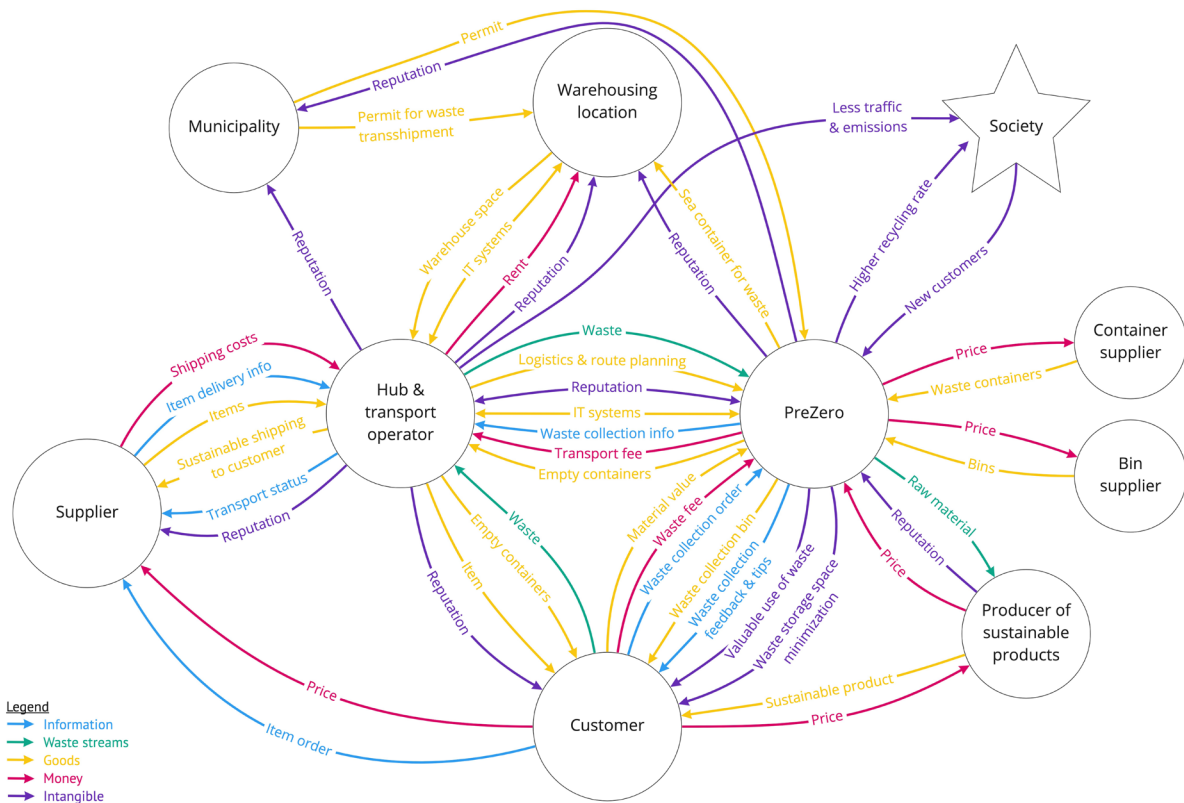 Permit
Reputation
Municipality
Permit for waste
transshipment
Warehousing
location
Less traffic
& emissions
Society
Reputation
Warehouse space
IT systems
Rent
Reputation
Reputation
Sea container for waste
Higher recycling rate
New customers
Container
supplier
Price
Waste containers
Shipping costs
Item delivery info
Items
Sustainable shipping
to customer
Transport status
Reputation
Supplier
Hub &
transport
operator
Waste
Logistics & route planning
Reputation
IT systems
Waste collection info
Transport fee
Empty containers
PreZero
Price
Bins
Bin
supplier
Raw material
Reputation
Price
Producer of
sustainable
products
Reputation
Item
Empty containers
Waste
Material value
Waste fee
Waste collection order
Waste collection bin
Waste collection
feedback & tips
Valuable use of waste
Waste storage space
minimization
Sustainable product
Price
Customer
Price
Item order
Legend
Information
Waste streams
Goods
Money
Intangible